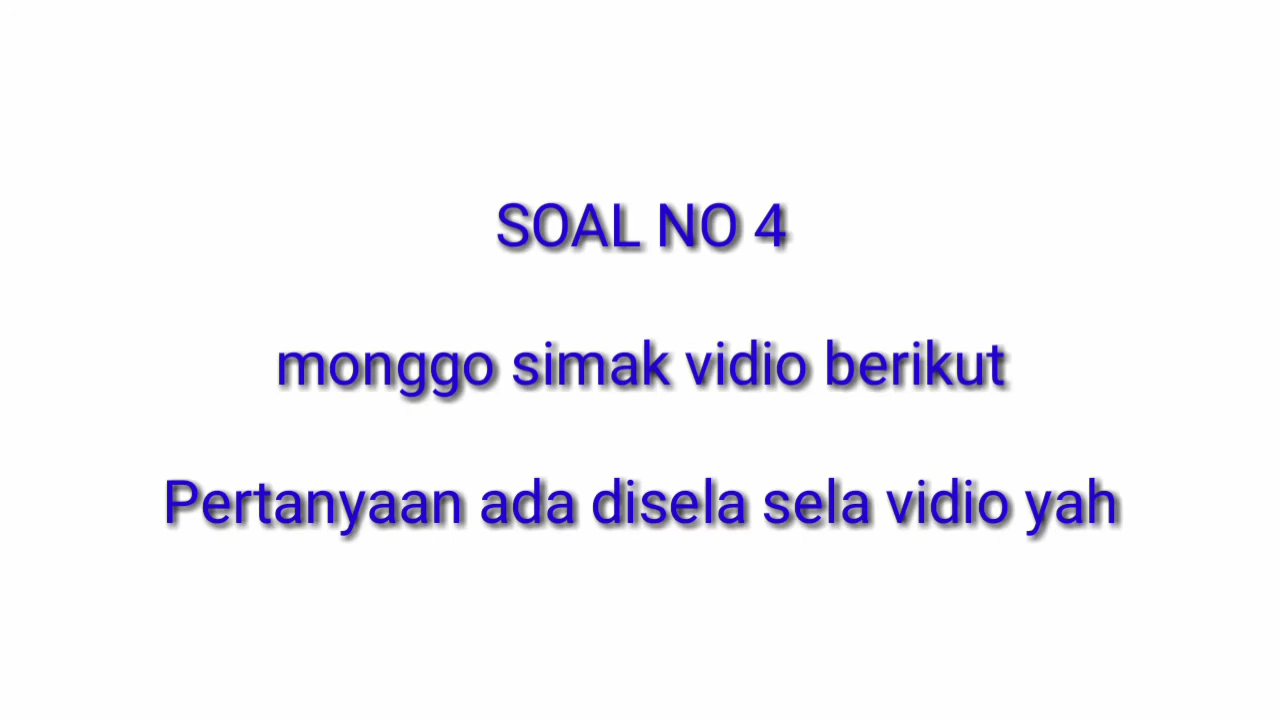 SOAL NO 4
monggo simak vidio berikut
Pertanyaan ada disela sela vidio yah